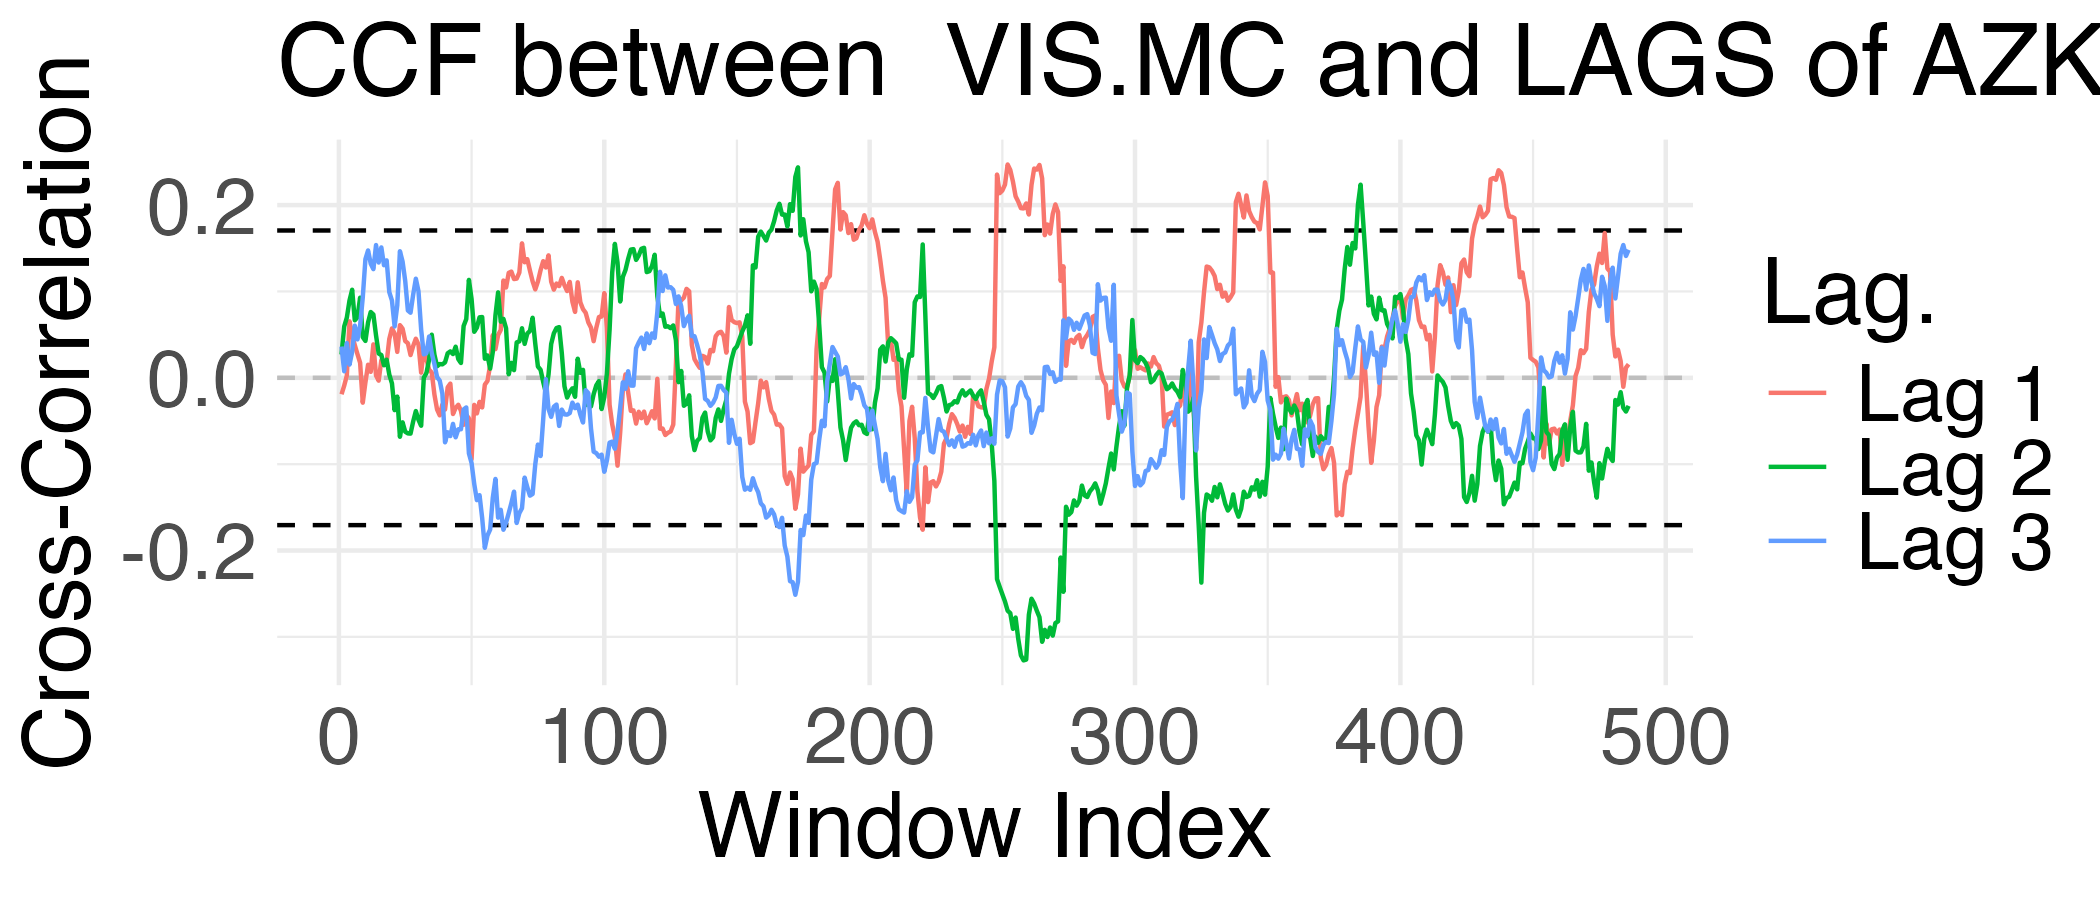 CCF between  VIS.MC and LAGS of AZK
Cross-Correlation
0.2
0.0
-0.2
0
100
200
300
400
500
Window Index
Lag.
Lag 1
Lag 2
Lag 3